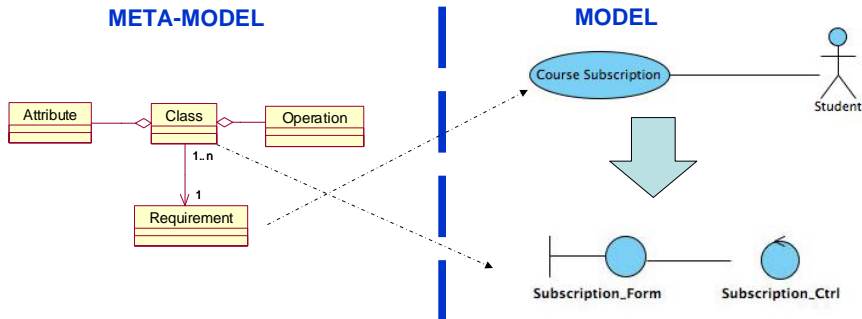 META-MODEL
MODEL
Course Subscription
Student
Attribute
Class
Operation
1..n
1
Requirement
Subscription_Form
Subscription_Ctrl